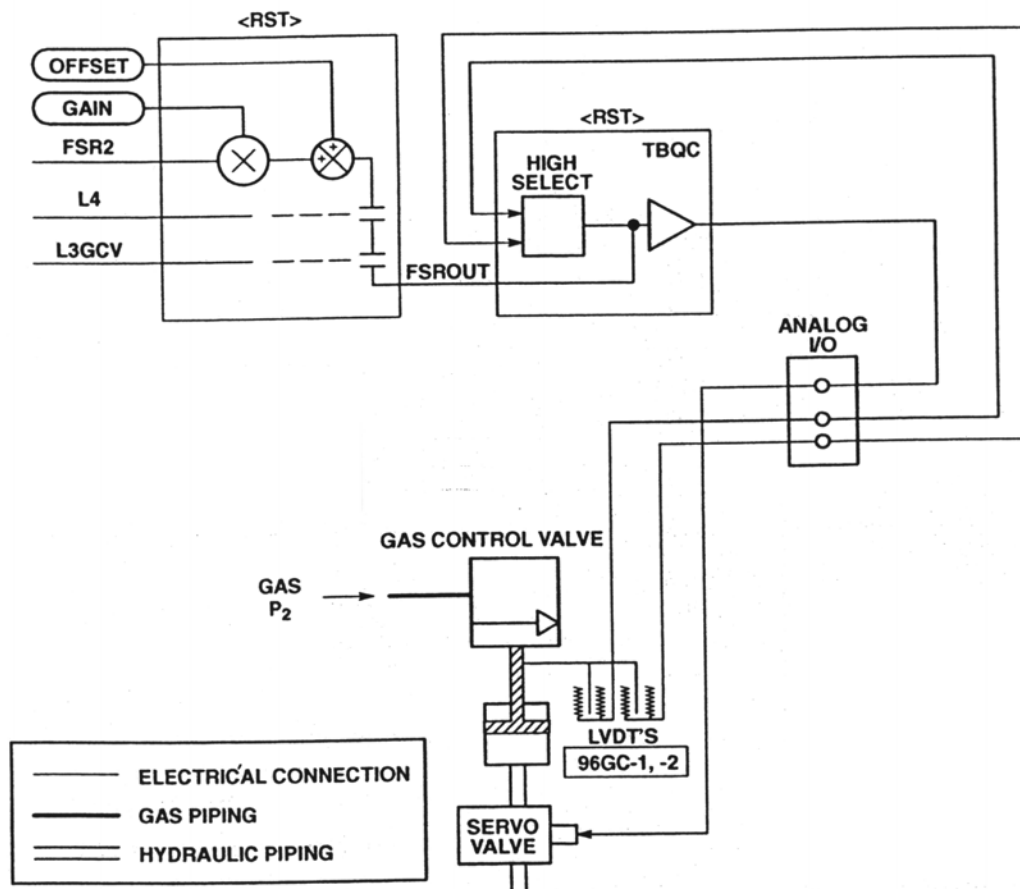 <RST>
OFFSET
GAIN
FSR2
L4
L3GCV
FSROUT
<RST>
TBQC
HIGH
SELECT
ANALOG
I/O
GAS CONTROL VALVE
GAS
P2
LVDT'S
96GC-1, -2
SERVO
VALVE
ELECTRICAL CONNECTION
GAS PIPING
HYDRAULIC PIPING